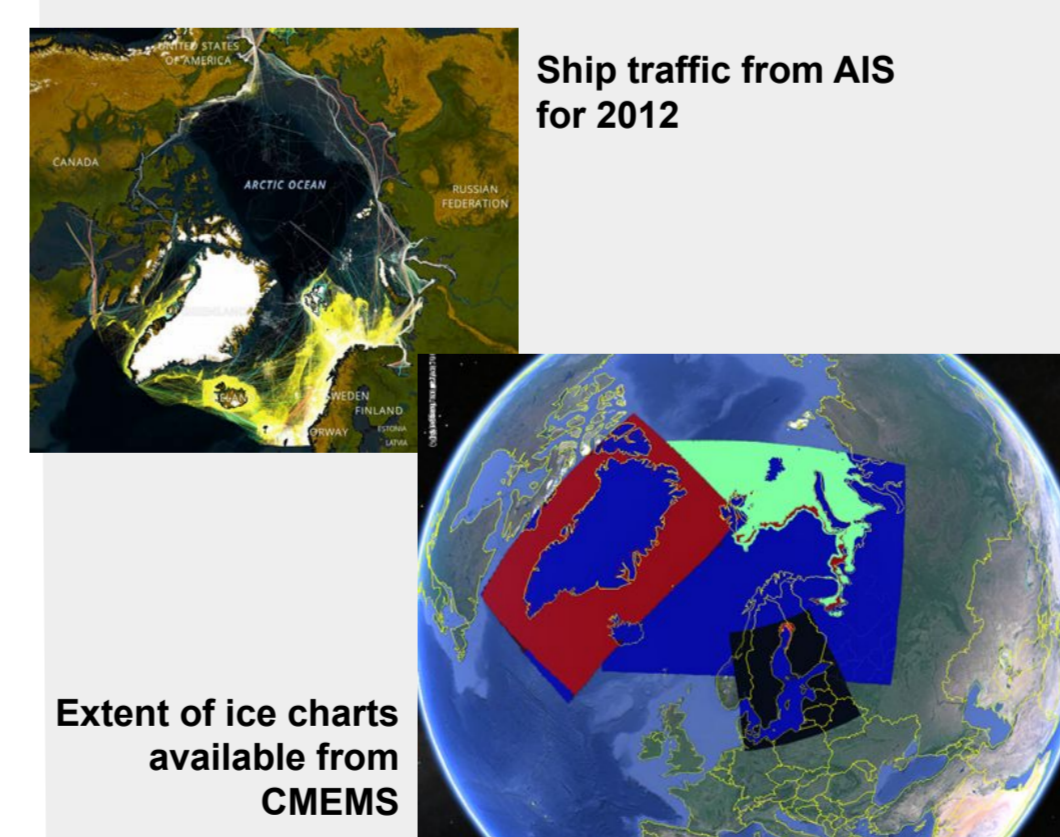 UNITED STATES
OF AMERICA
Ship traffic from AIS
for 2012
CANADA
ARCTIC OCEAN
RUSSIAN
FEDERATION
SWEDEN
FINLAND
NORWAY
ESTONIA
LATVIA
Extent of ice charts
available from
CMEMS